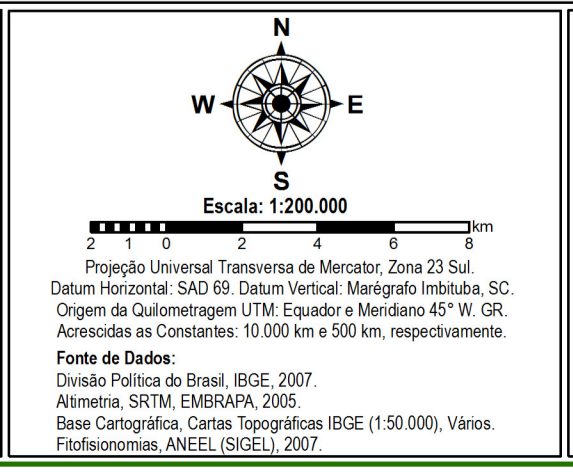 N
W E
S
Escala: 1:200.000
km
2 1 0 2 4 6 8
Projeção Universal Transversa de Mercator, Zona 23 Sul.
Datum Horizontal: SAD 69. Datum Vertical: Marégrafo Imbituba, SC.
Origem da Quilometragem UTM: Equador e Meridiano 45° W. GR.
Acrescidas as Constantes: 10.000 km e 500 km, respectivamente.
Fonte de Dados:
Divisão Política do Brasil, IBGE, 2007.
Altimetria, SRTM, EMBRAPA, 2005.
Base Cartográfica, Cartas Topográficas IBGE (1:50.000), Vários.
Fitofisionomias, ANEEL (SIGEL), 2007.